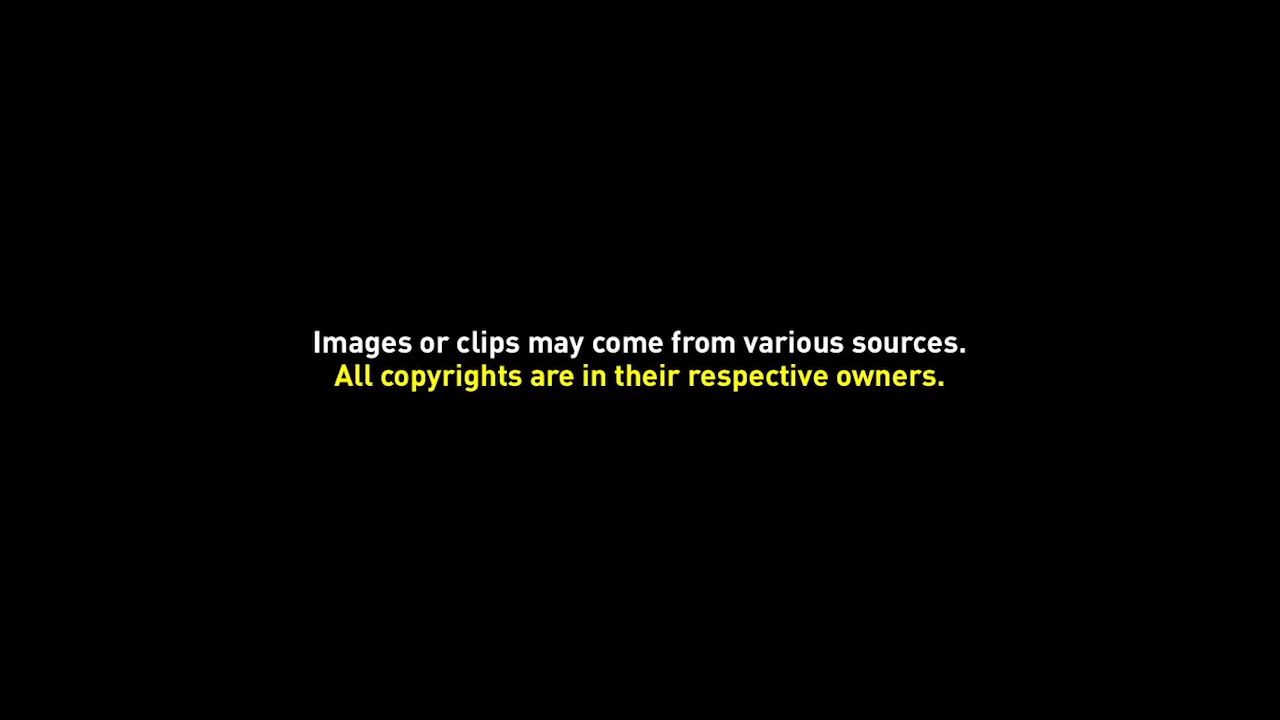 Images or clips may come from various sources.
All copyrights are in their respective owners.